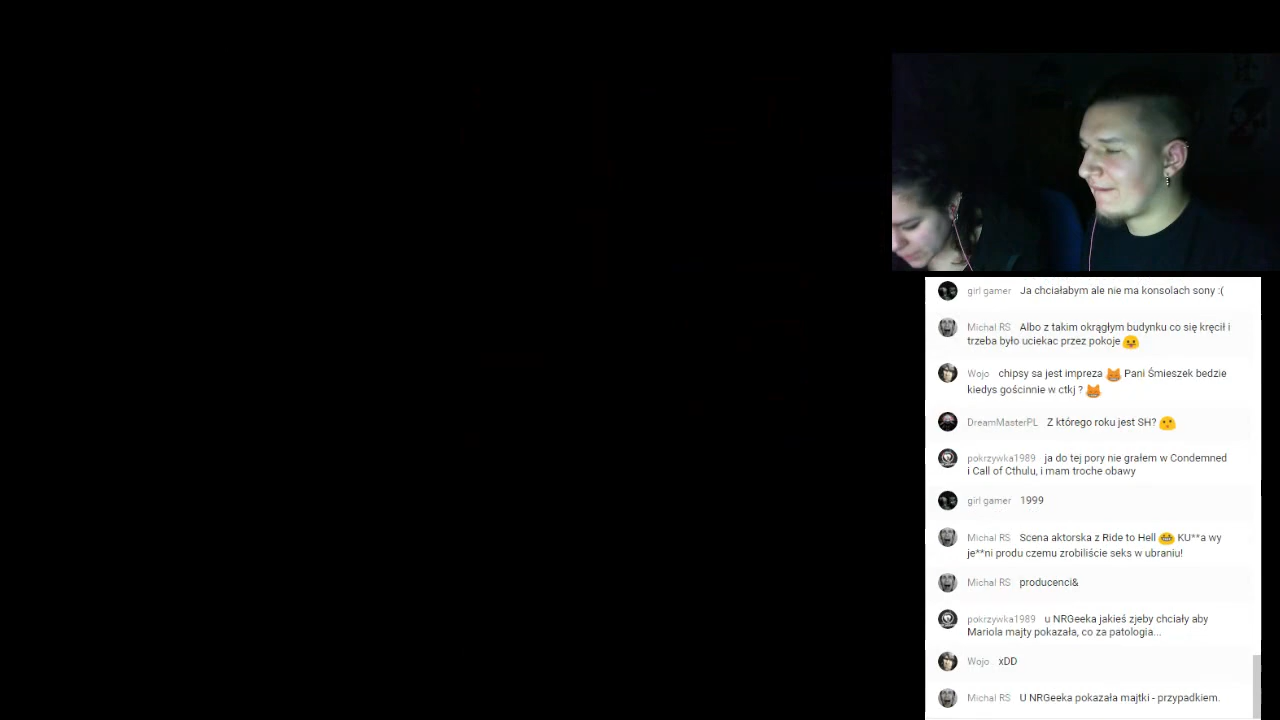 girl gamer Ja chciałabym ale nie ma konsolach sony :(
Michal RS Albo z takim okrągłym budynku co się kręcił i
trzeba było uciekac przez pokoje
Wojo chipsy sa jest impreza Pani Śmieszek bedzie
kiedys gościnnie w ctkj ?
DreamMasterPL Z którego roku jest SH?
pokrzywka1989 ja do tej pory nie grałem w Condemned
i Call of Cthulu, i mam troche obawy
girl gamer 1999
Michal RS Scena aktorska z Ride to Hell KU**a wy
je**ni produ czemu zrobiliście seks w ubraniu!
Michal RS producenci&
pokrzywka1989 u NRGeeka jakieś zjeby chciały aby
Mariola majty pokazała, co za patologia...
Wojo xDD
Michal RS U NRGeeka pokazała majtki - przypadkiem.